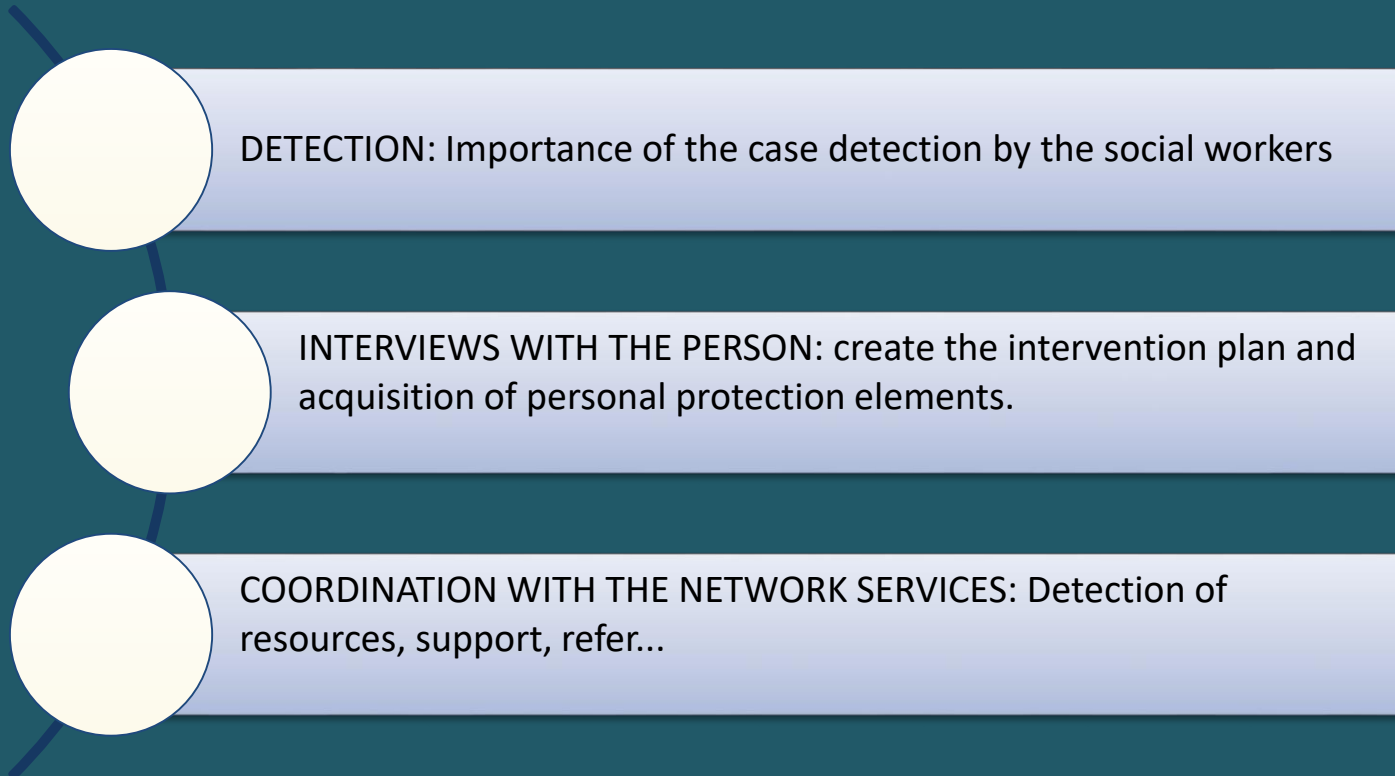 DETECTION: Importance of the case detection by the social workers
INTERVIEWS WITH THE PERSON: create the intervention plan and
acquisition of personal protection elements.
COORDINATION WITH THE NETWORK SERVICES: Detection of
resources, support, refer...